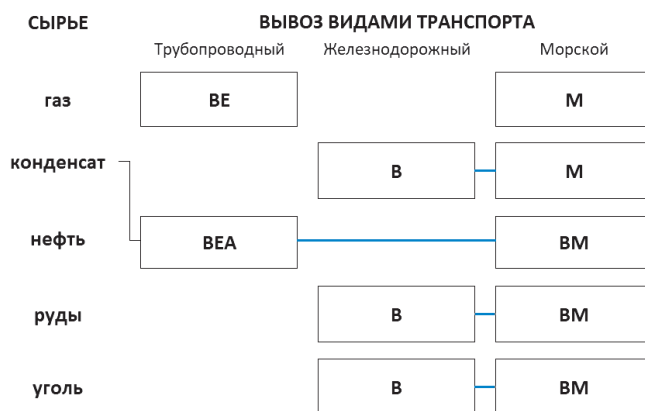 СЫРЬЕ ВЫВОЗ ВИДАМИ ТРАНСПОРТА
Трубопроводный Железнодорожный Морской
газ ВЕ М
конденсат В М
нефть ВЕА ВМ
руды В ВМ
уголь В ВМ